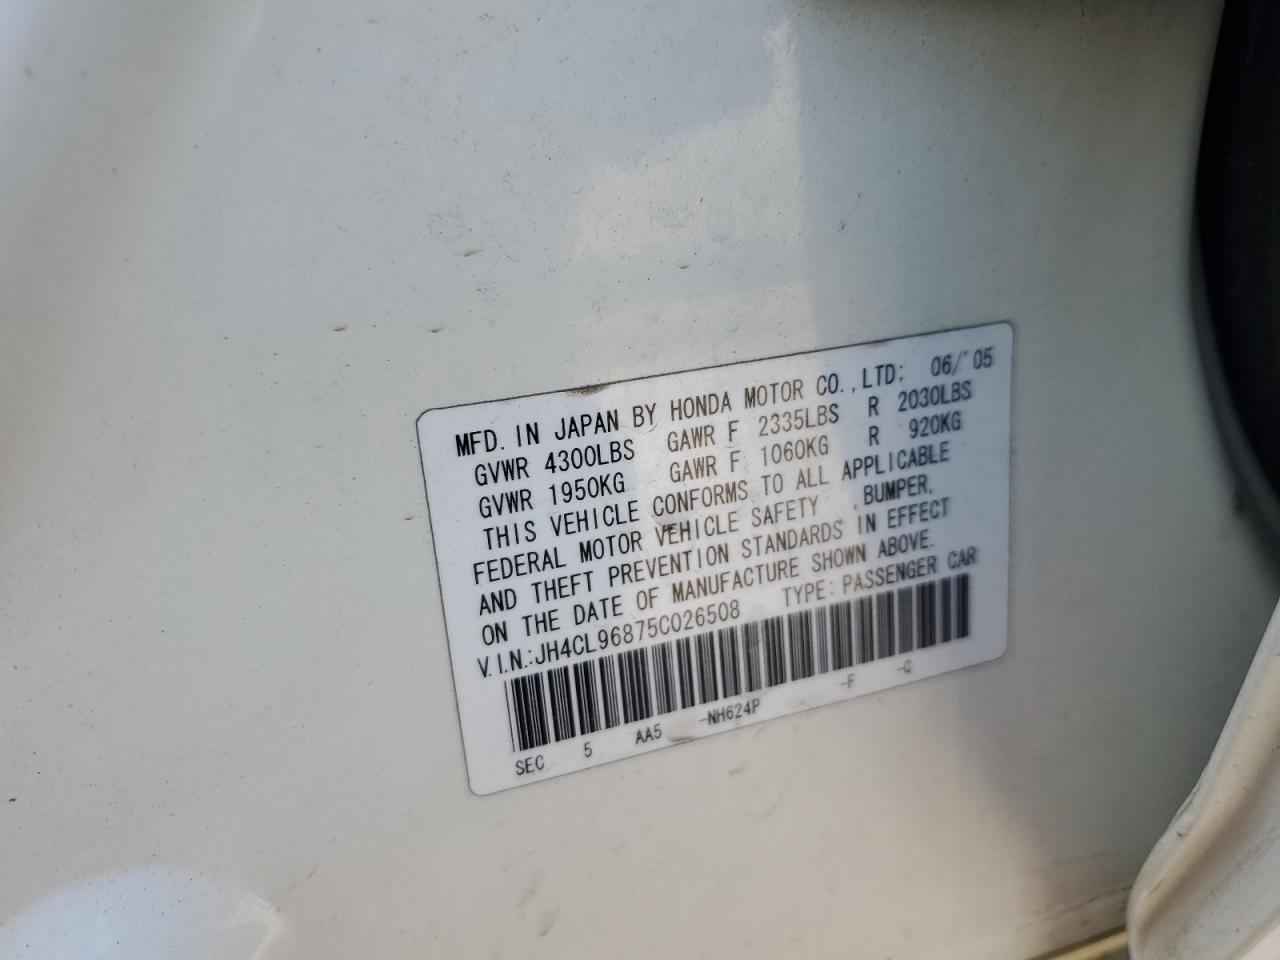 MFD. IN JAPAN BY HONDA MOTOR CO., LTD; 06/'05
GVWR 4300LBS GAWR F 2335LBS R 2030LBS
GVWR 1950KG GAWR F 1060KG R 920KG
THIS VEHICLE CONFORMS TO ALL APPLICABLE
FEDERAL MOTOR VEHICLE SAFETY , BUMPER,
AND THEFT PREVENTION STANDARDS IN EFFECT
ON THE DATE OF MANUFACTURE SHOWN ABOVE.
V.I.N.:JH4CL96875C026508 TYPE: PASSENGER CAR
SEC 5 AA5 -NH624P -F -Q